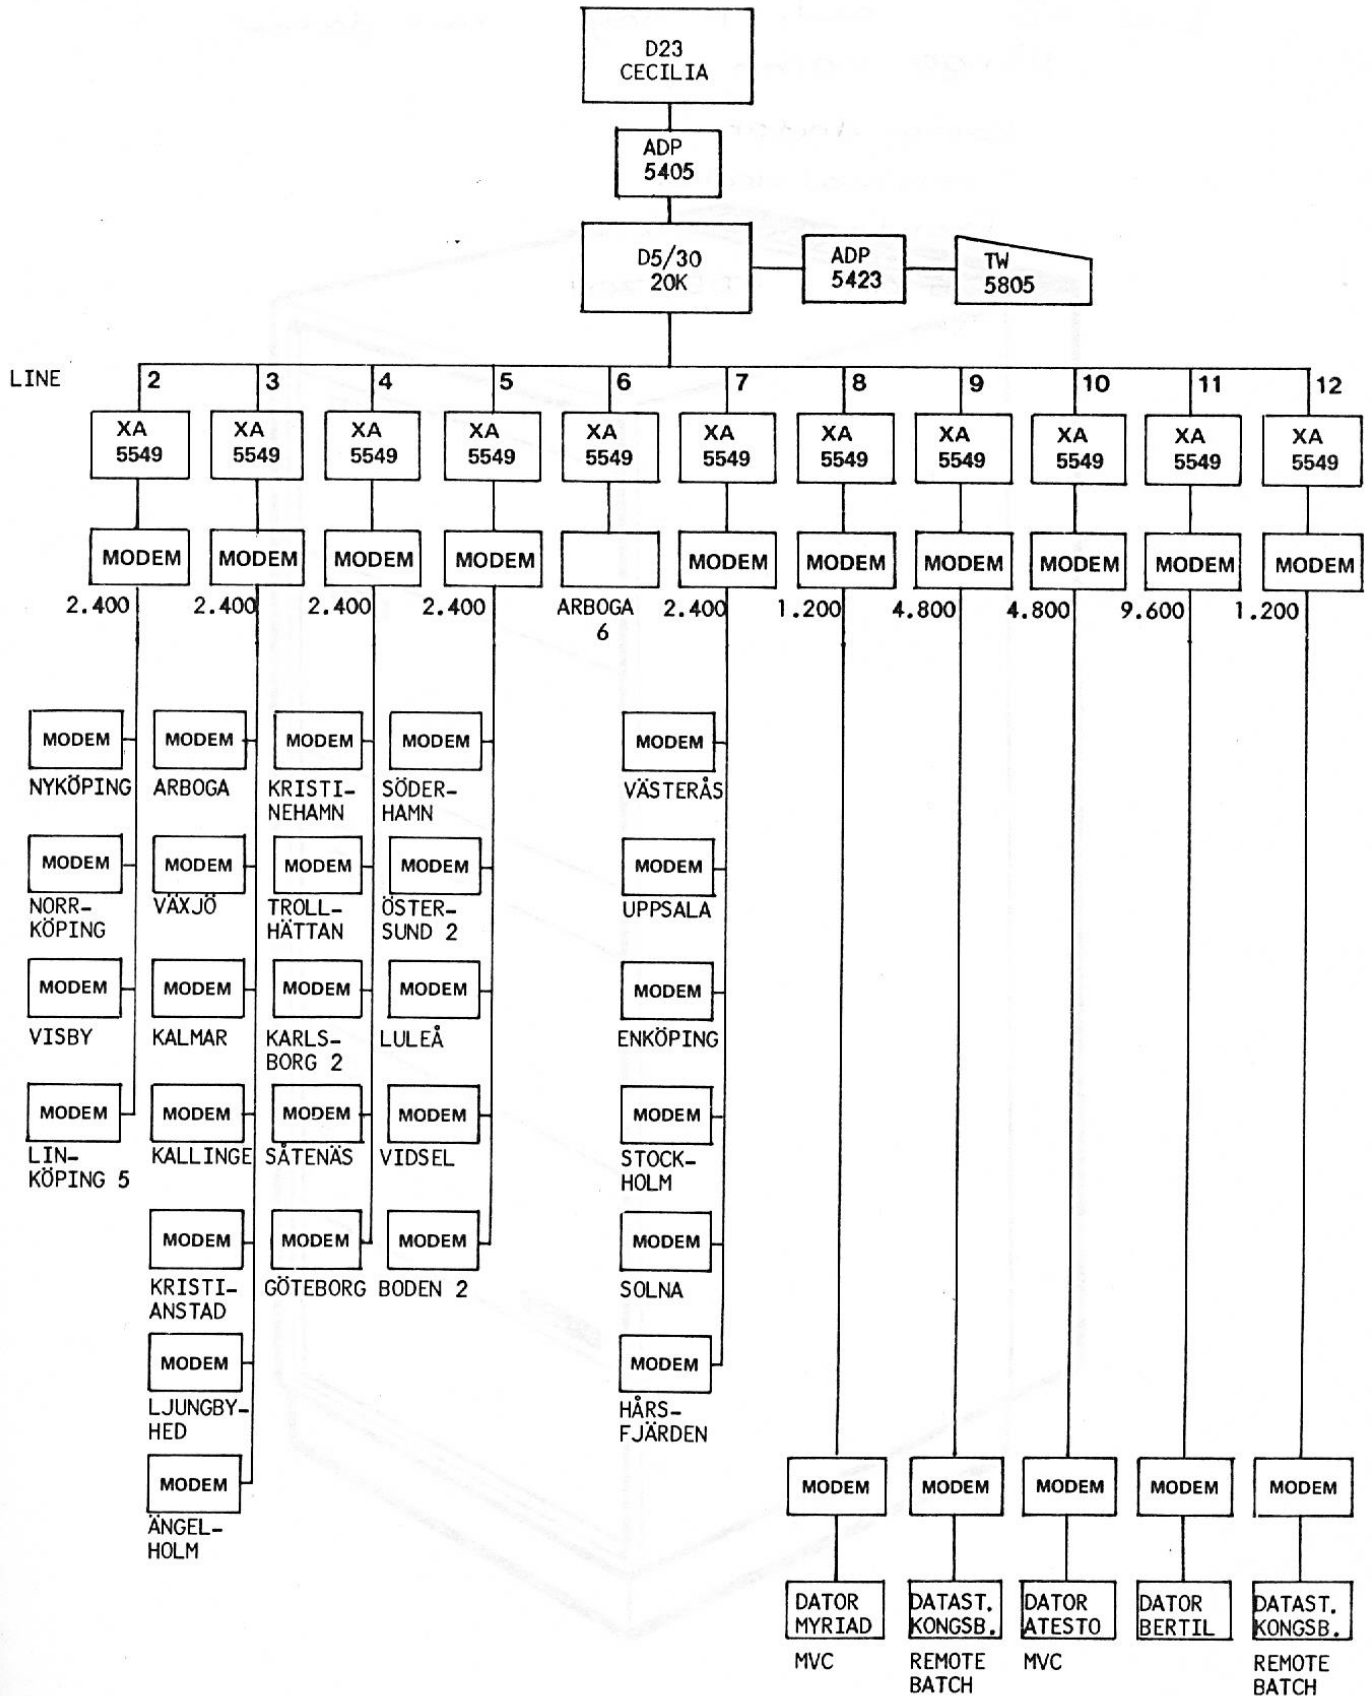 D23
CECILIA
ADP
5405
D5/30
20K
ADP
5423
TW
5805
LINE 2 3 4 5 6 7 8 9 10 11 12
XA XA XA XA XA XA XA XA XA XA XA
5549 5549 5549 5549 5549 5549 5549 5549 5549 5549 5549
MODEM MODEM MODEM MODEM MODEM MODEM MODEM MODEM MODEM MODEM
2.400 2.400 2.400 2.400 ARBOGA 2.400 1.200 4.800 4.800 9.600 1.200
6
MODEM MODEM MODEM MODEM MODEM
NYKÖPING ARBOGA KRISTI- SÖDER- VÄSTERÅS
NEHAMN HAMN
MODEM MODEM MODEM MODEM MODEM
NORR- VÄXJÖ TROLL- ÖSTER- UPPSALA
KÖPING HÄTTAN SUND 2
MODEM MODEM MODEM MODEM MODEM
VISBY KALMAR KARLS- LULEÅ ENKÖPING
BORG 2
MODEM MODEM MODEM MODEM MODEM
LIN- KALLINGE SÅTENÄS VIDSEL STOCK-
KÖPING 5 HOLM
MODEM MODEM MODEM MODEM
KRISTI- GÖTEBORG BODEN 2 SOLNA
ANSTAD
MODEM MODEM
LJUNGBY- HÅRS-
HED FJÄRDEN
MODEM MODEM MODEM MODEM MODEM MODEM
ÄNGEL-
HOLM
DATOR DATAST. DATOR DATOR DATAST.
MYRIAD KONGSB. ATESTO BERTIL KONGSB.
MVC REMOTE MVC REMOTE
BATCH BATCH